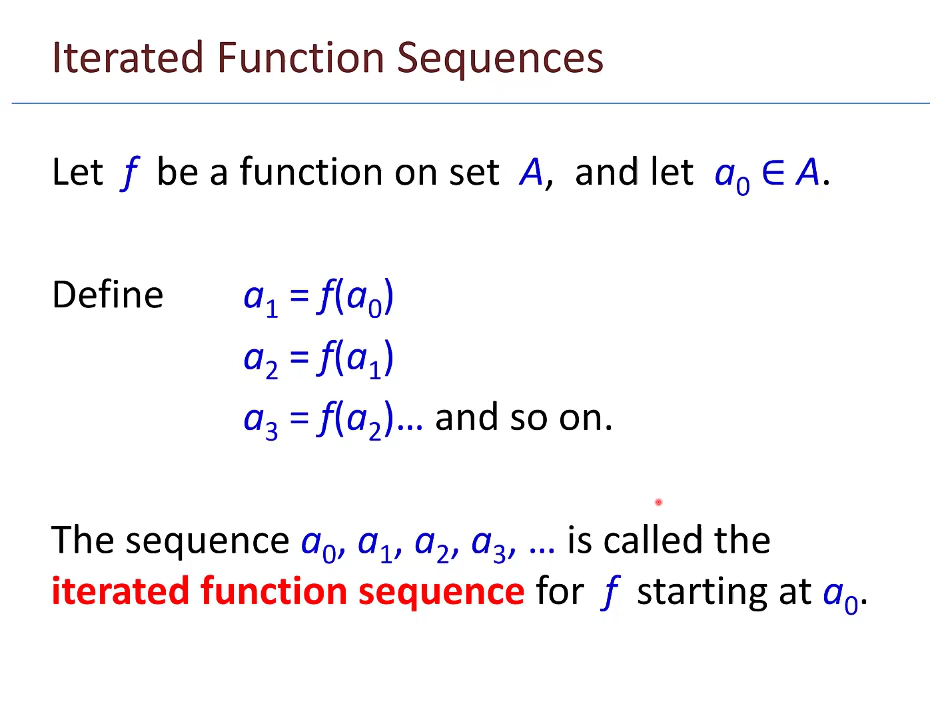 Iterated Function Sequences
Let f be a function on set A, and let a₀ ∈ A.
Define a₁ = f(a₀)
a₂ = f(a₁)
a₃ = f(a₂)… and so on.
The sequence a₀, a₁, a₂, a₃, … is called the
iterated function sequence for f starting at a₀.